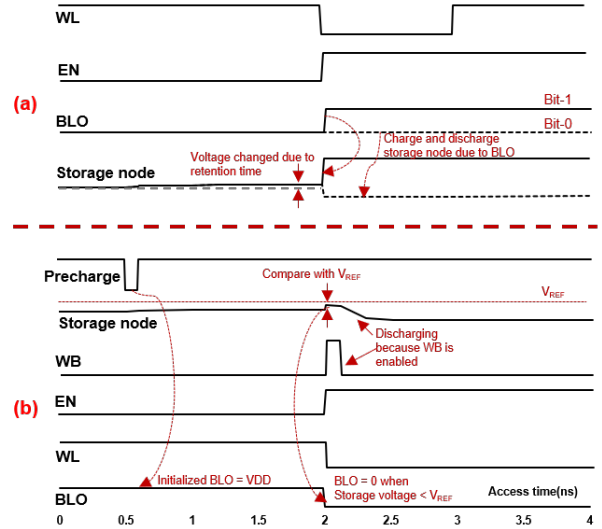 WL
EN
(a)
Bit-1
BLO
Bit-0
Charge and discharge
storage node due to BLO
Voltage changed due to
retention time
Storage node
Precharge
Compare with VREF
VREF
Storage node
Discharging
because WB is
enabled
WB
(b)
EN
WL
Initialized BLO = VDD
BLO = 0 when
Storage voltage < VREF
Access time(ns)
BLO
0 0.5 1 1.5 2 2.5 3 3.5 4